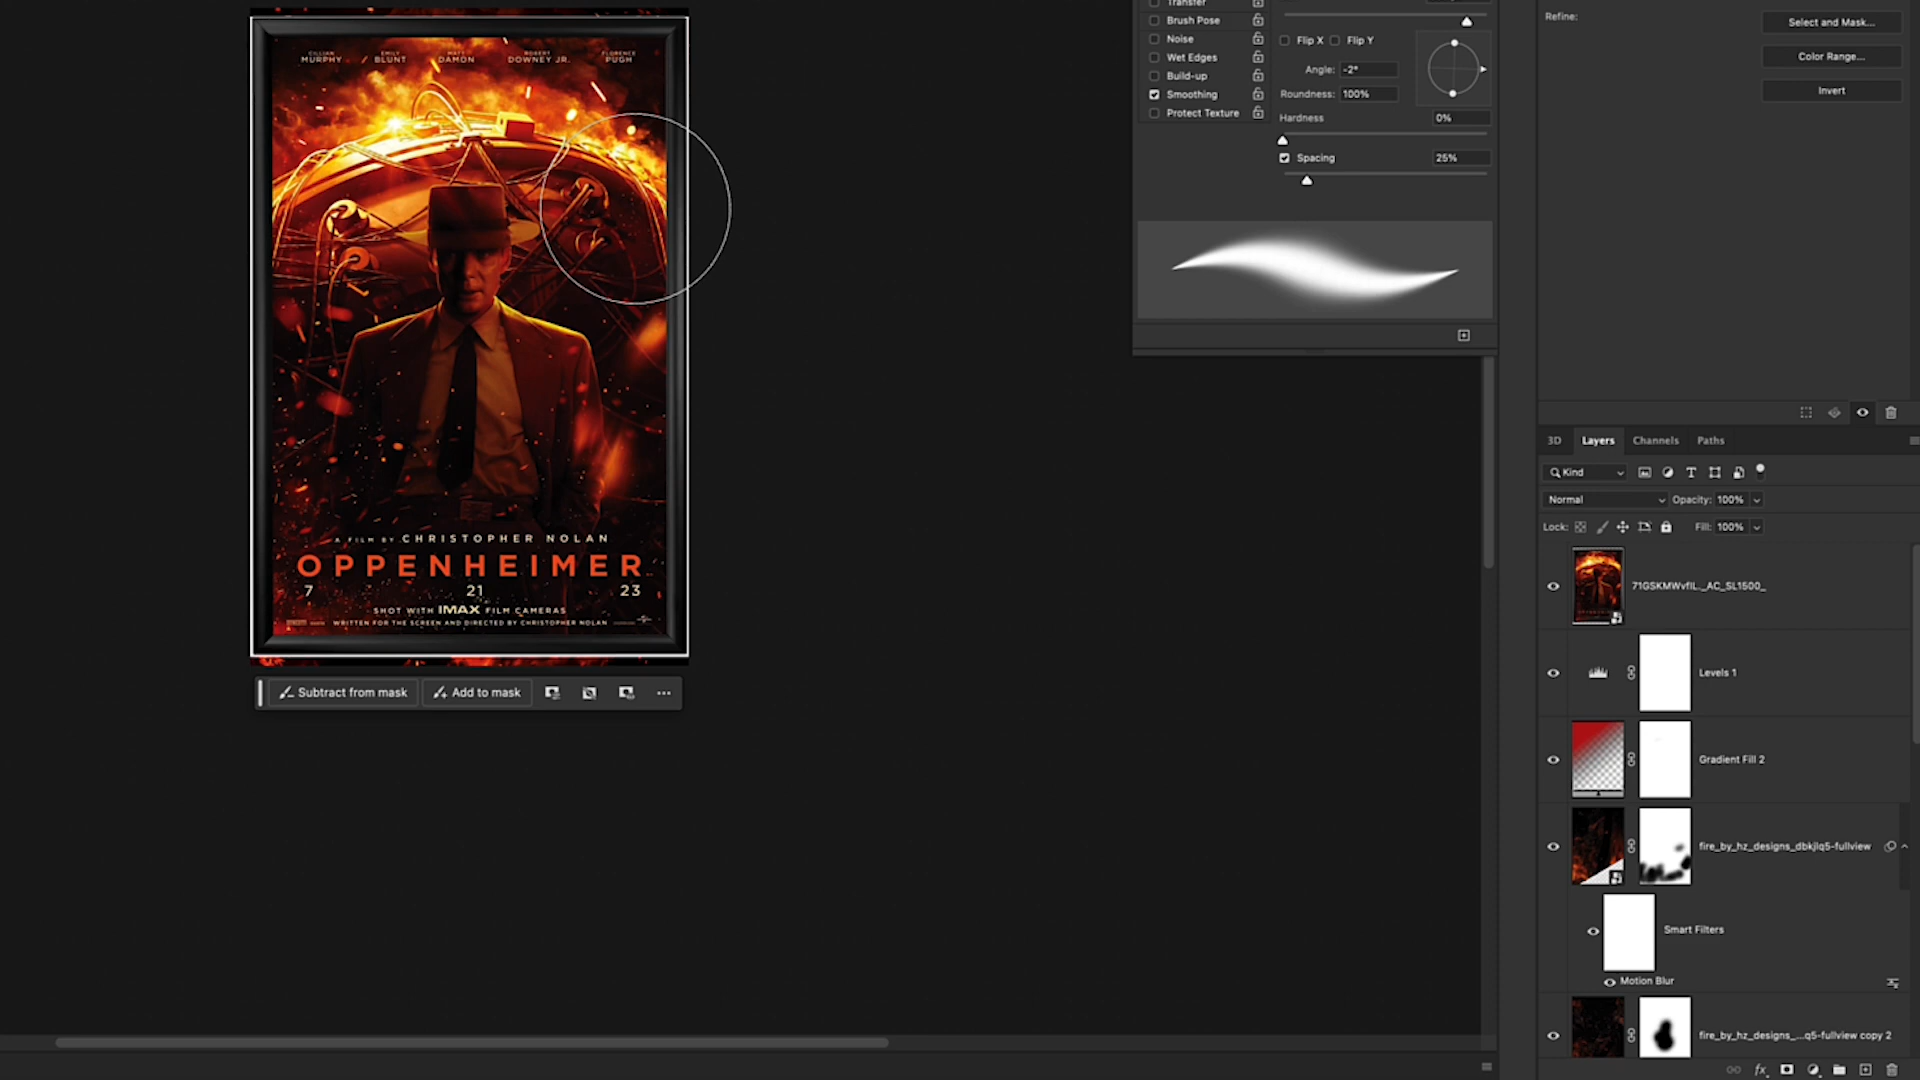 Transfer
Brush Pose
Noise
Wet Edges
Build-up
Smoothing
Protect Texture
Flip X
Flip Y
Angle: -2°
Roundness: 100%
Hardness 0%
Spacing 25%
Refine:
Select and Mask...
Color Range...
Invert
CILLIAN MURPHY / EMILY BLUNT MATT DAMON ROBERT DOWNEY JR. FLORENCE PUGH
A FILM BY CHRISTOPHER NOLAN
OPPENHEIMER
7 21 23
SHOT WITH IMAX FILM CAMERAS
WRITTEN FOR THE SCREEN AND DIRECTED BY CHRISTOPHER NOLAN
Subtract from mask
Add to mask
3D Layers Channels Paths
Kind
Normal Opacity: 100%
Lock: Fill: 100%
71GSKMWvfIL._AC_SL1500_
Levels 1
Gradient Fill 2
fire_by_hz_designs_dbkjlq5-fullview
Smart Filters
Motion Blur
fire_by_hz_designs_...q5-fullview copy 2
fx